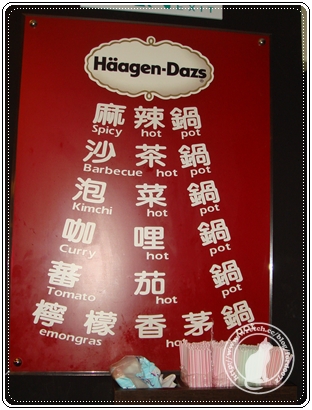 Häagen-Dazs
麻辣鍋
Spicy hot pot
沙茶鍋
Barbecue hot pot
泡菜鍋
Kimchi hot pot
咖哩鍋
Curry hot pot
蕃茄鍋
Tomato hot pot
檸檬香茅鍋
emongras hot pot